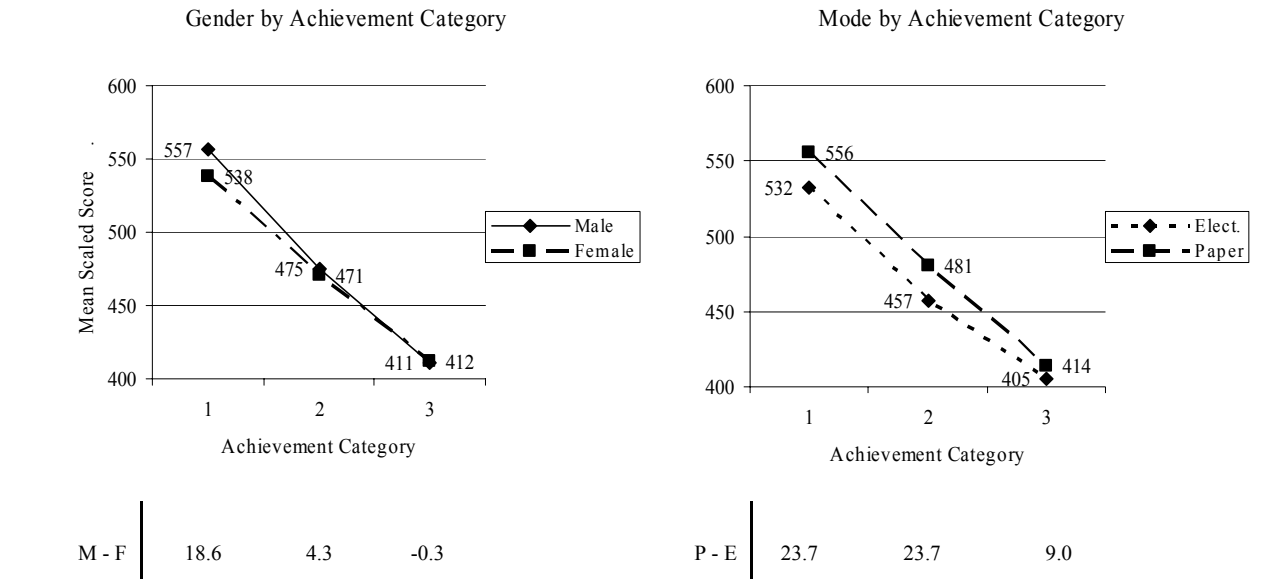 Gender by Achievement Category
600
550
500
450
400
Mean Scaled Score
557
538
475
471
411
412
Male
Female
1 2 3
Achievement Category
M - F 18.6 4.3 -0.3
Mode by Achievement Category
600
550
500
450
400
556
532
481
457
414
405
Elect.
Paper
1 2 3
Achievement Category
P - E 23.7 23.7 9.0